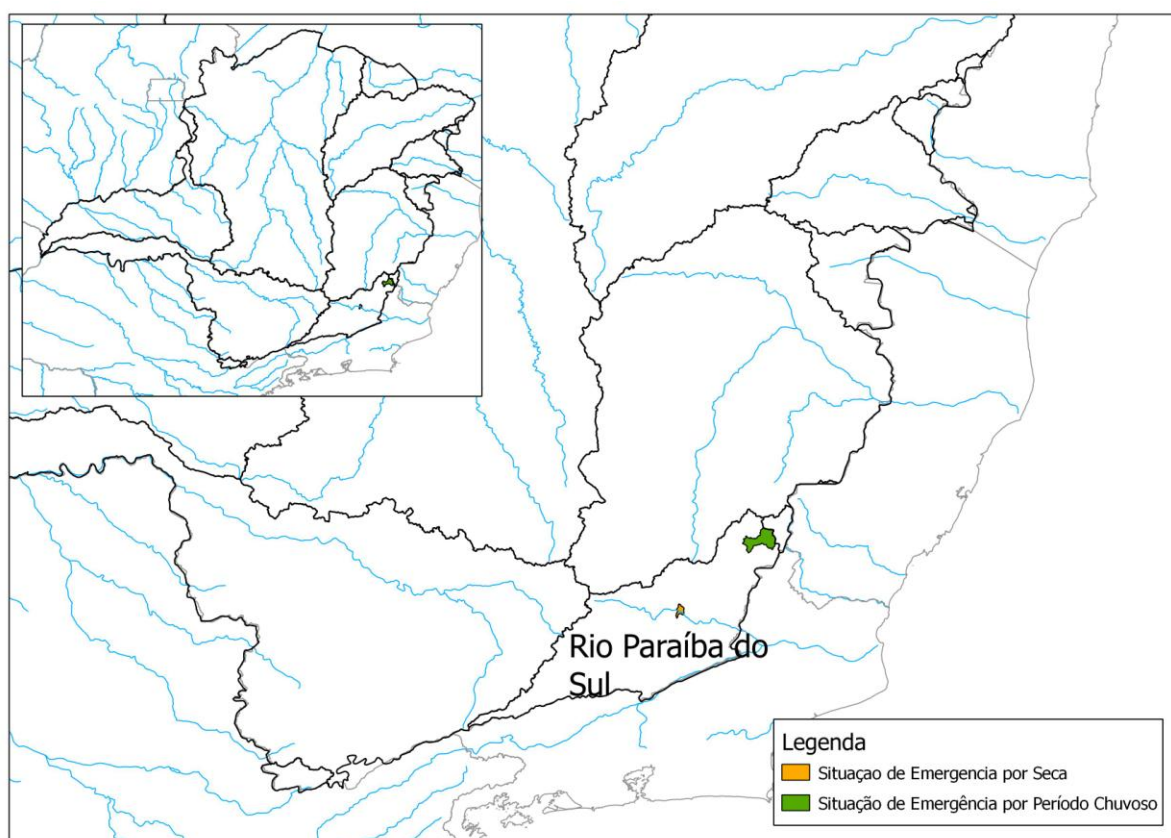 Rio Paraíba do
Sul
Legenda
Situaçao de Emergencia por Seca
Situação de Emergência por Período Chuvoso